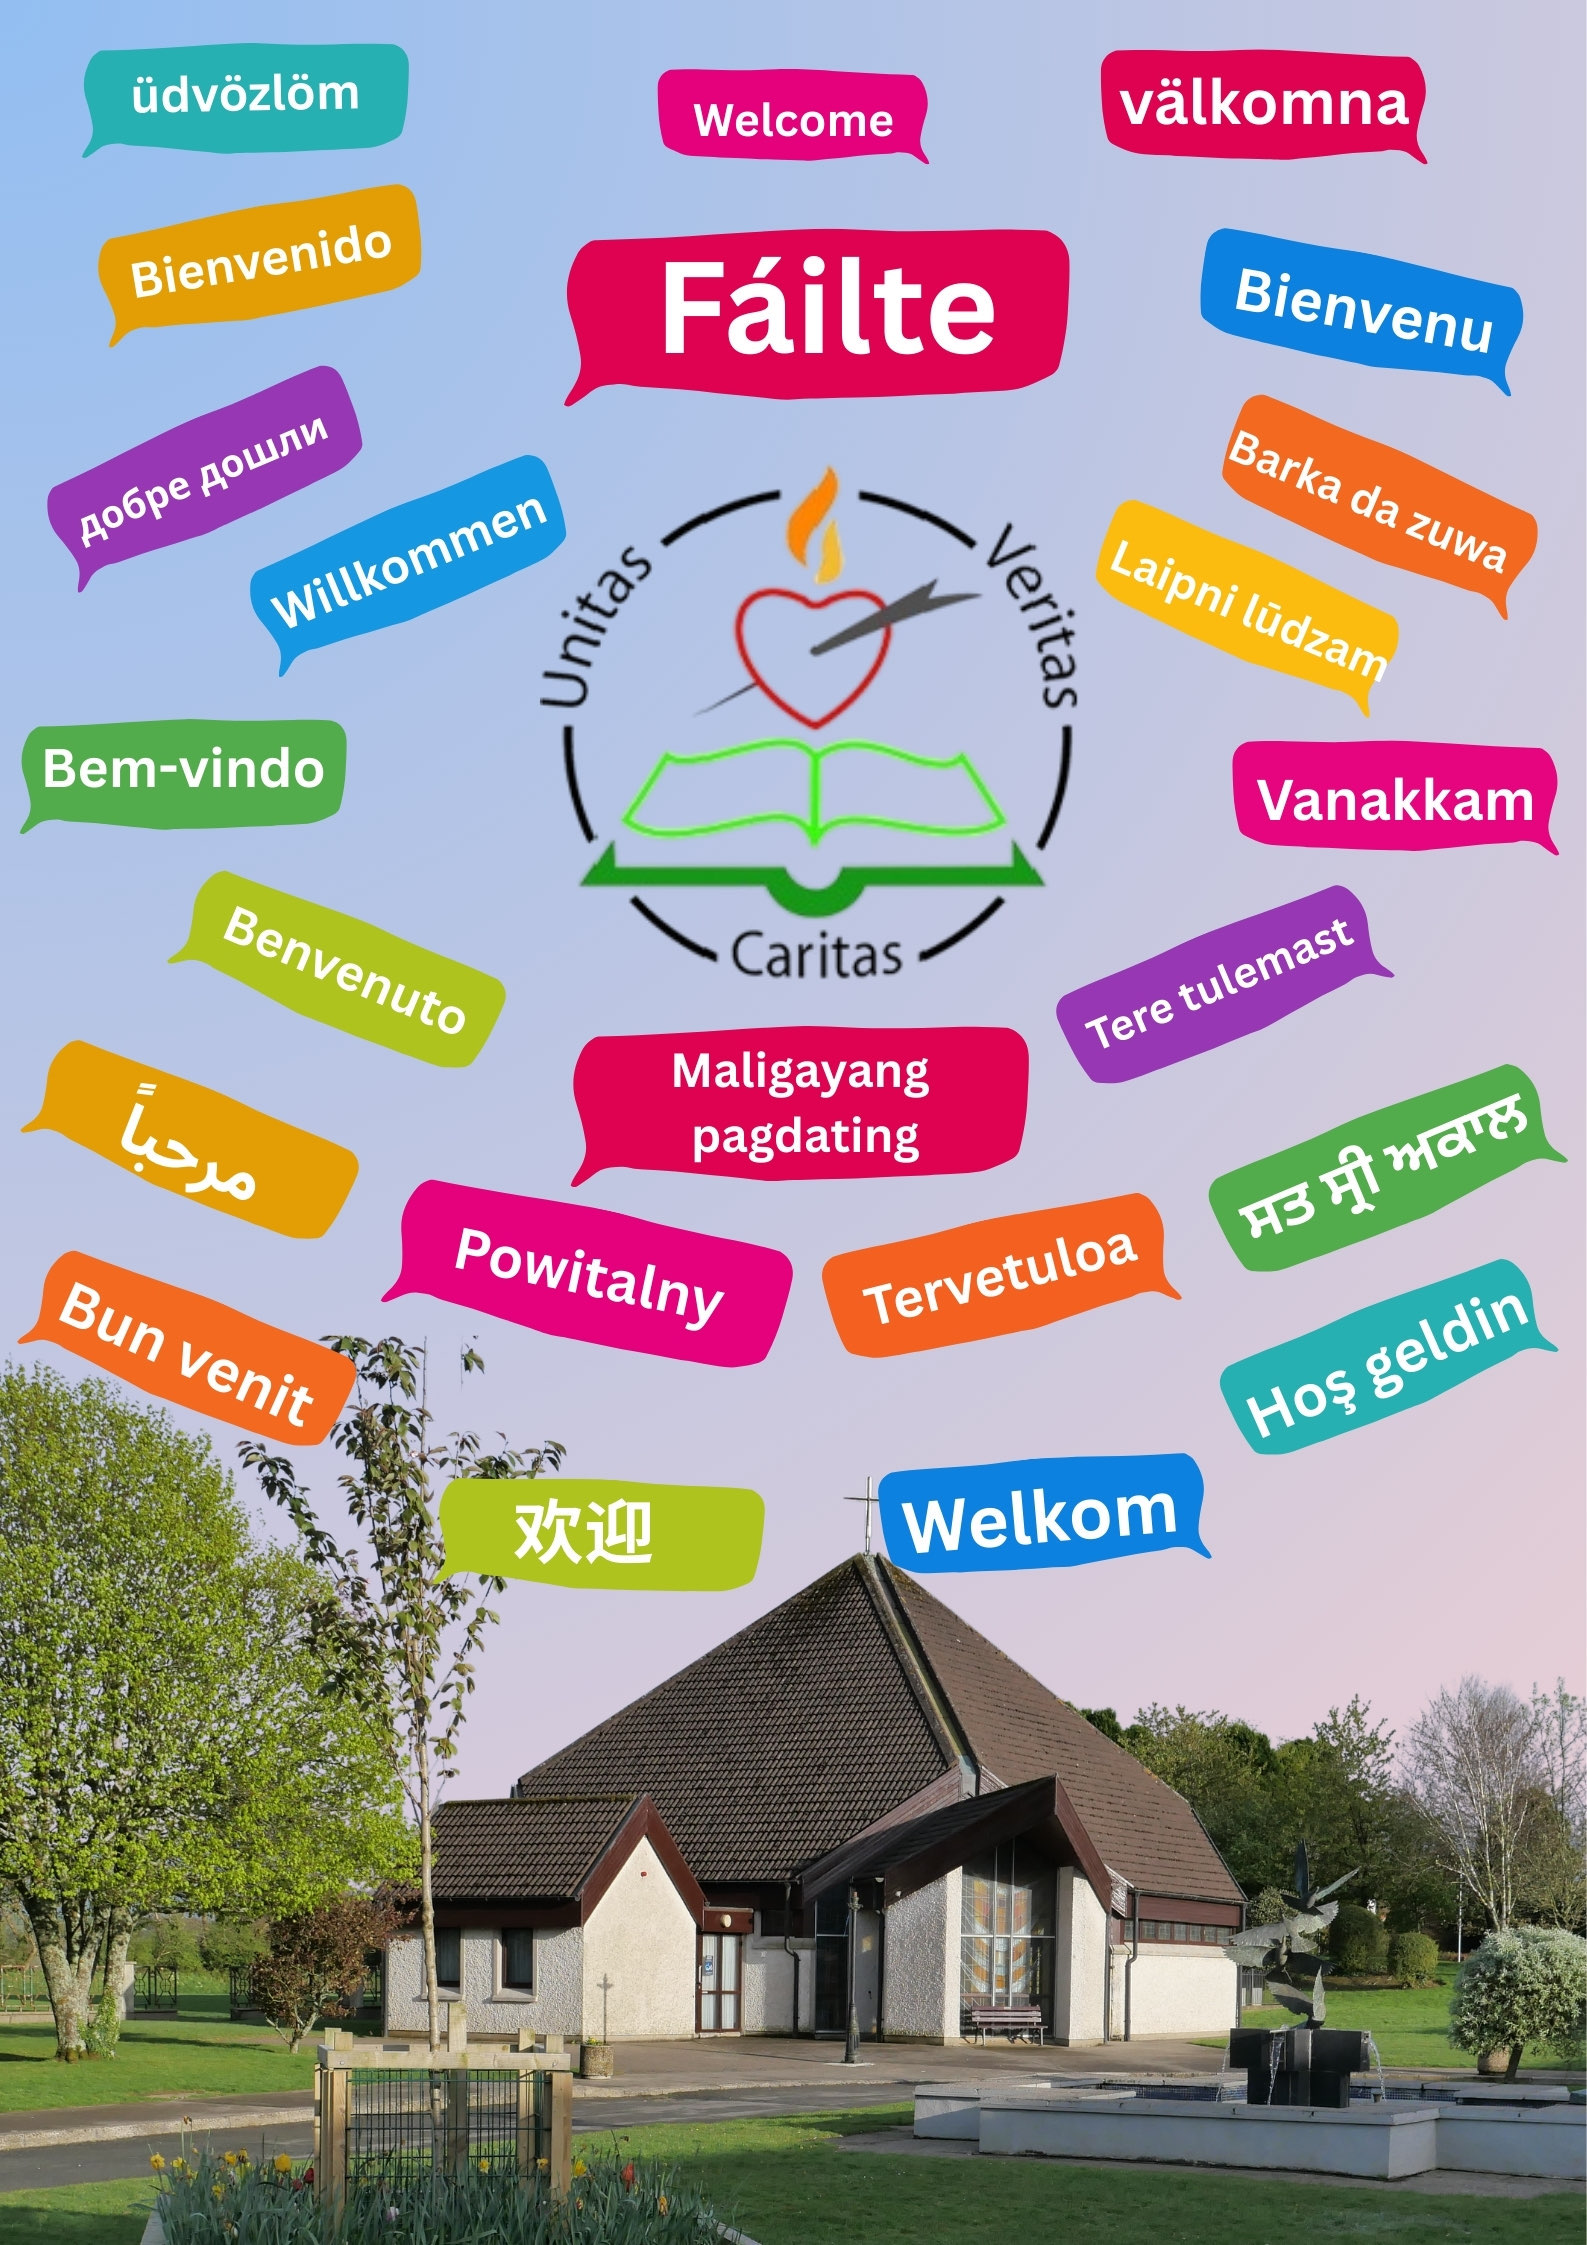 üdvözlöm
Welcome
välkomna
Bienvenido
Fáilte
Bienvenu
добре дошли
Willkommen
Barka da zuwa
Laipni lūdzam
Unitas
Veritas
Caritas
Bem-vindo
Vanakkam
Benvenuto
Tere tulemast
مرحباً
Maligayang
pagdating
ਸਤ ਸ੍ਰੀ ਅਕਾਲ
Powitalny
Tervetuloa
Bun venit
Hoş geldin
欢迎
Welkom